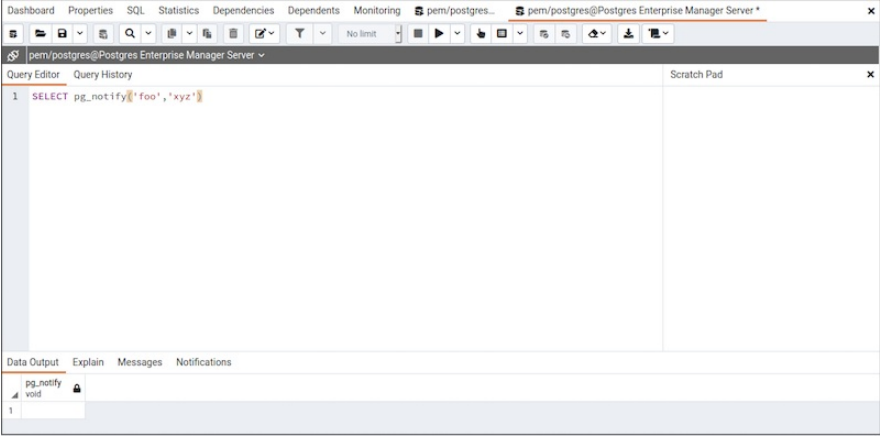 Dashboard Properties SQL Statistics Dependencies Dependents Monitoring pem/postgres... pem/postgres@Postgres Enterprise Manager Server *
No limit
pem/postgres@Postgres Enterprise Manager Server
Query Editor Query History Scratch Pad
1 SELECT pg_notify('foo','xyz')
Data Output Explain Messages Notifications
pg_notify
void
1